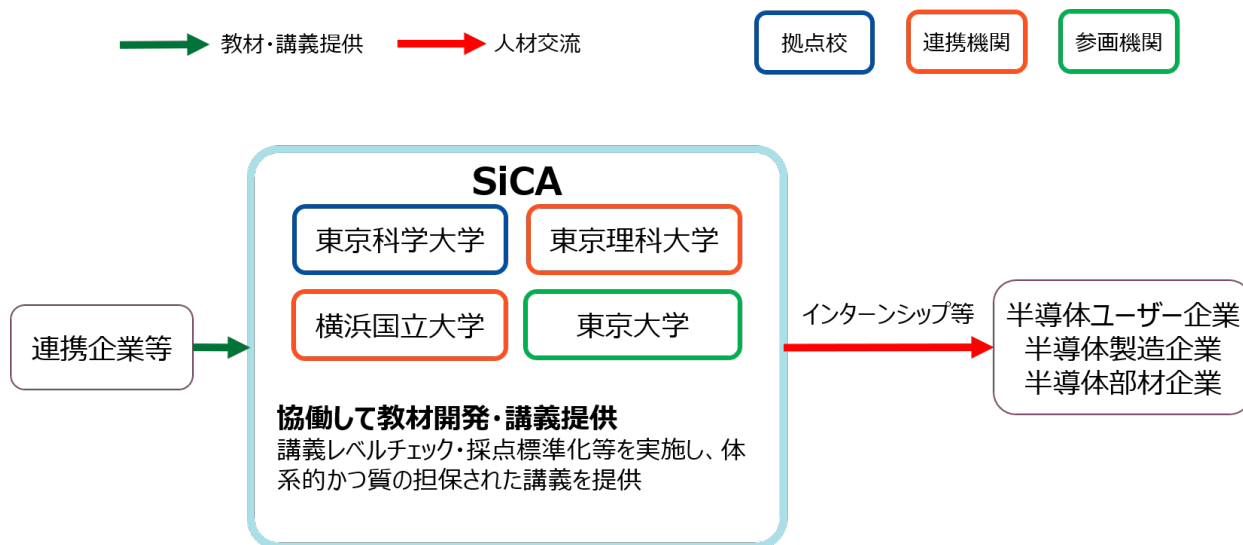 教材・講義提供
人材交流
拠点校
連携機関
参画機関
SiCA
東京科学大学
東京理科大学
横浜国立大学
東京大学
連携企業等
インターンシップ等
半導体ユーザー企業
半導体製造企業
半導体部材企業
協働して教材開発・講義提供
講義レベルチェック・採点標準化等を実施し、体
系的かつ質の担保された講義を提供